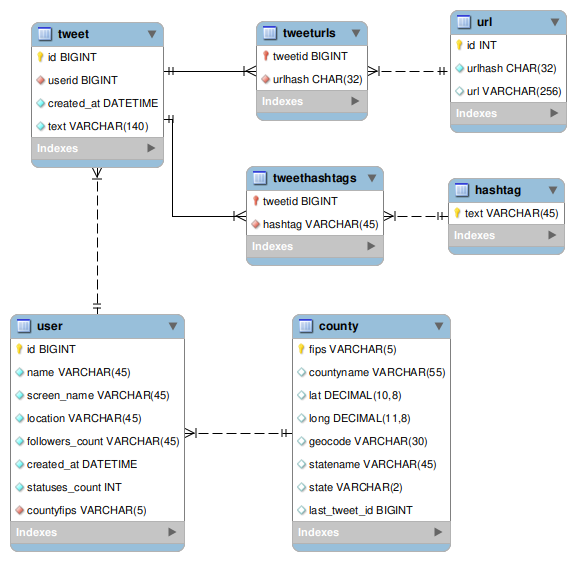 tweet
id BIGINT
userid BIGINT
created_at DATETIME
text VARCHAR(140)
Indexes
tweeturls
tweetid BIGINT
urlhash CHAR(32)
Indexes
url
id INT
urlhash CHAR(32)
url VARCHAR(256)
Indexes
tweethashtags
tweetid BIGINT
hashtag VARCHAR(45)
Indexes
hashtag
text VARCHAR(45)
Indexes
user
id BIGINT
name VARCHAR(45)
screen_name VARCHAR(45)
location VARCHAR(45)
followers_count VARCHAR(45)
created_at DATETIME
statuses_count INT
countyfips VARCHAR(5)
Indexes
county
fips VARCHAR(5)
countyname VARCHAR(55)
lat DECIMAL(10,8)
long DECIMAL(11,8)
geocode VARCHAR(30)
statename VARCHAR(45)
state VARCHAR(2)
last_tweet_id BIGINT
Indexes